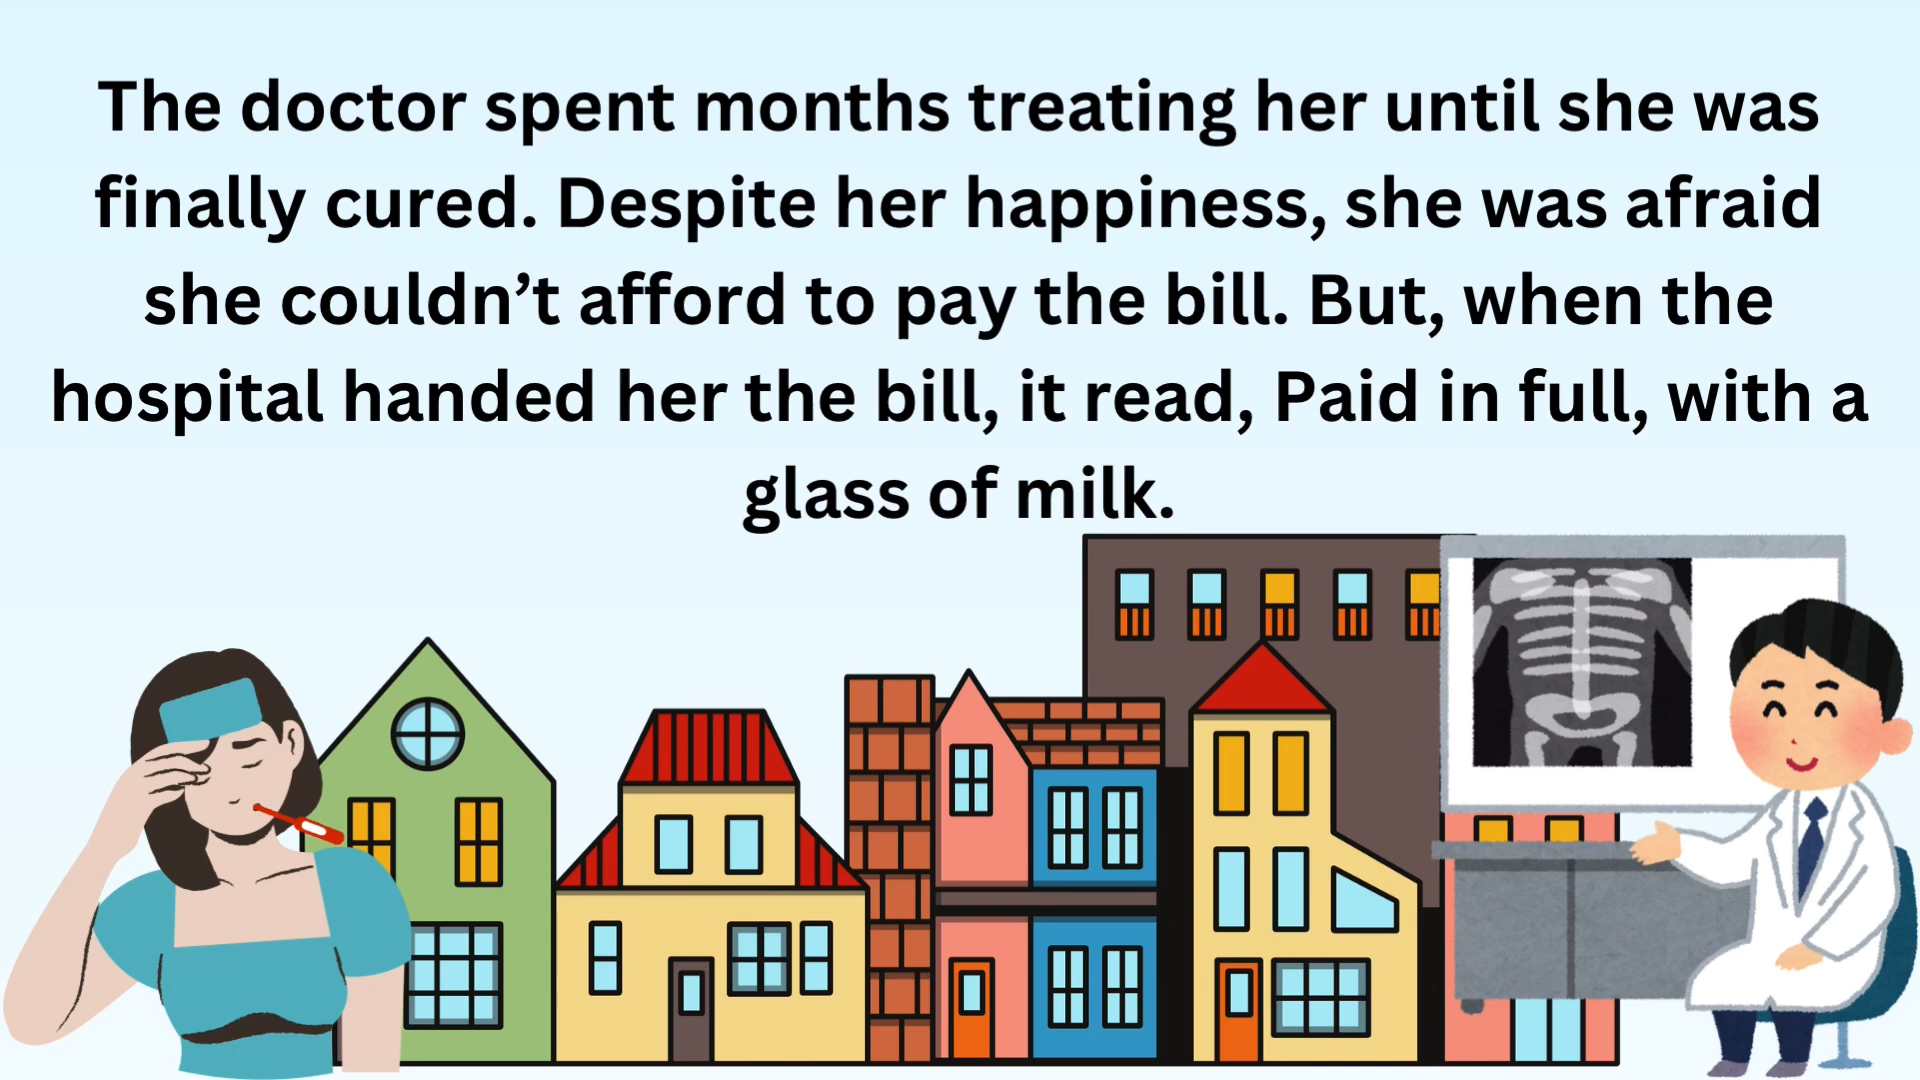 The doctor spent months treating her until she was
finally cured. Despite her happiness, she was afraid
she couldn’t afford to pay the bill. But, when the
hospital handed her the bill, it read, Paid in full, with a
glass of milk.